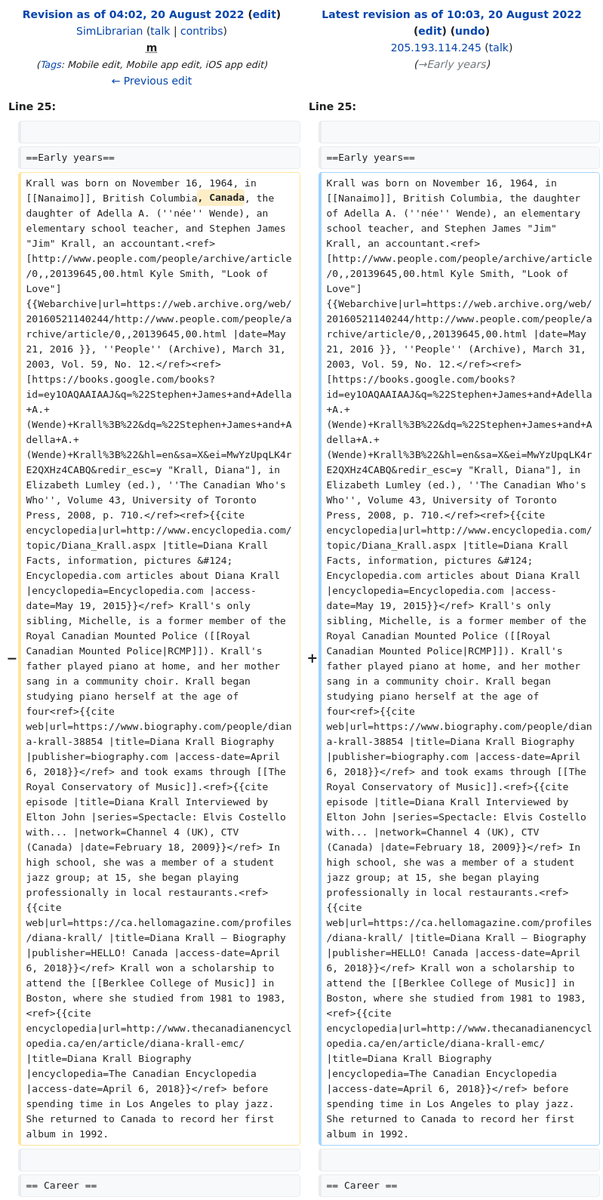 Revision as of 04:02, 20 August 2022 (edit)
SimLibrarian (talk | contribs)
m
(Tags: Mobile edit, Mobile app edit, iOS app edit)
← Previous edit
Latest revision as of 10:03, 20 August 2022
(edit) (undo)
205.193.114.245 (talk)
(→Early years)
Line 25:
Line 25:
==Early years==
==Early years==
−
Krall was born on November 16, 1964, in
[[Nanaimo]], British Columbia, Canada, the
daughter of Adella A. (''née'' Wende), an
elementary school teacher, and Stephen James
"Jim" Krall, an accountant.<ref>
[http://www.people.com/people/archive/article
/0,,20139645,00.html Kyle Smith, "Look of
Love"]
{{Webarchive|url=https://web.archive.org/web/
20160521140244/http://www.people.com/people/a
rchive/article/0,,20139645,00.html |date=May
21, 2016 }}, ''People'' (Archive), March 31,
2003, Vol. 59, No. 12.</ref><ref>
[https://books.google.com/books?
id=ey1OAQAAIAAJ&q=%22Stephen+James+and+Adella
+A.+
(Wende)+Krall%3B%22&dq=%22Stephen+James+and+A
della+A.+
(Wende)+Krall%3B%22&hl=en&sa=X&ei=MwYzUpqLK4r
E2QXHz4CABQ&redir_esc=y "Krall, Diana"], in
Elizabeth Lumley (ed.), ''The Canadian Who's
Who'', Volume 43, University of Toronto
Press, 2008, p. 710.</ref><ref>{{cite
encyclopedia|url=http://www.encyclopedia.com/
topic/Diana_Krall.aspx |title=Diana Krall
Facts, information, pictures &#124;
Encyclopedia.com articles about Diana Krall
|encyclopedia=Encyclopedia.com |access-
date=May 19, 2015}}</ref> Krall's only
sibling, Michelle, is a former member of the
Royal Canadian Mounted Police ([[Royal
Canadian Mounted Police|RCMP]]). Krall's
father played piano at home, and her mother
sang in a community choir. Krall began
studying piano herself at the age of
four<ref>{{cite
web|url=https://www.biography.com/people/dian
a-krall-38854 |title=Diana Krall Biography
|publisher=biography.com |access-date=April
6, 2018}}</ref> and took exams through [[The
Royal Conservatory of Music]].<ref>{{cite
episode |title=Diana Krall Interviewed by
Elton John |series=Spectacle: Elvis Costello
with... |network=Channel 4 (UK), CTV
(Canada) |date=February 18, 2009}}</ref> In
high school, she was a member of a student
jazz group; at 15, she began playing
professionally in local restaurants.<ref>
{{cite
web|url=https://ca.hellomagazine.com/profiles
/diana-krall/ |title=Diana Krall – Biography
|publisher=HELLO! Canada |access-date=April
6, 2018}}</ref> Krall won a scholarship to
attend the [[Berklee College of Music]] in
Boston, where she studied from 1981 to 1983,
<ref>{{cite
encyclopedia|url=http://www.thecanadianencycl
opedia.ca/en/article/diana-krall-emc/
|title=Diana Krall Biography
|encyclopedia=The Canadian Encyclopedia
|access-date=April 6, 2018}}</ref> before
spending time in Los Angeles to play jazz.
She returned to Canada to record her first
album in 1992.
+
Krall was born on November 16, 1964, in
[[Nanaimo]], British Columbia, the
daughter of Adella A. (''née'' Wende), an
elementary school teacher, and Stephen James
"Jim" Krall, an accountant.<ref>
[http://www.people.com/people/archive/article
/0,,20139645,00.html Kyle Smith, "Look of
Love"]
{{Webarchive|url=https://web.archive.org/web/
20160521140244/http://www.people.com/people/a
rchive/article/0,,20139645,00.html |date=May
21, 2016 }}, ''People'' (Archive), March 31,
2003, Vol. 59, No. 12.</ref><ref>
[https://books.google.com/books?
id=ey1OAQAAIAAJ&q=%22Stephen+James+and+Adella
+A.+
(Wende)+Krall%3B%22&dq=%22Stephen+James+and+A
della+A.+
(Wende)+Krall%3B%22&hl=en&sa=X&ei=MwYzUpqLK4r
E2QXHz4CABQ&redir_esc=y "Krall, Diana"], in
Elizabeth Lumley (ed.), ''The Canadian Who's
Who'', Volume 43, University of Toronto
Press, 2008, p. 710.</ref><ref>{{cite
encyclopedia|url=http://www.encyclopedia.com/
topic/Diana_Krall.aspx |title=Diana Krall
Facts, information, pictures &#124;
Encyclopedia.com articles about Diana Krall
|encyclopedia=Encyclopedia.com |access-
date=May 19, 2015}}</ref> Krall's only
sibling, Michelle, is a former member of the
Royal Canadian Mounted Police ([[Royal
Canadian Mounted Police|RCMP]]). Krall's
father played piano at home, and her mother
sang in a community choir. Krall began
studying piano herself at the age of
four<ref>{{cite
web|url=https://www.biography.com/people/dian
a-krall-38854 |title=Diana Krall Biography
|publisher=biography.com |access-date=April
6, 2018}}</ref> and took exams through [[The
Royal Conservatory of Music]].<ref>{{cite
episode |title=Diana Krall Interviewed by
Elton John |series=Spectacle: Elvis Costello
with... |network=Channel 4 (UK), CTV
(Canada) |date=February 18, 2009}}</ref> In
high school, she was a member of a student
jazz group; at 15, she began playing
professionally in local restaurants.<ref>
{{cite
web|url=https://ca.hellomagazine.com/profiles
/diana-krall/ |title=Diana Krall – Biography
|publisher=HELLO! Canada |access-date=April
6, 2018}}</ref> Krall won a scholarship to
attend the [[Berklee College of Music]] in
Boston, where she studied from 1981 to 1983,
<ref>{{cite
encyclopedia|url=http://www.thecanadianencycl
opedia.ca/en/article/diana-krall-emc/
|title=Diana Krall Biography
|encyclopedia=The Canadian Encyclopedia
|access-date=April 6, 2018}}</ref> before
spending time in Los Angeles to play jazz.
She returned to Canada to record her first
album in 1992.
== Career ==
== Career ==